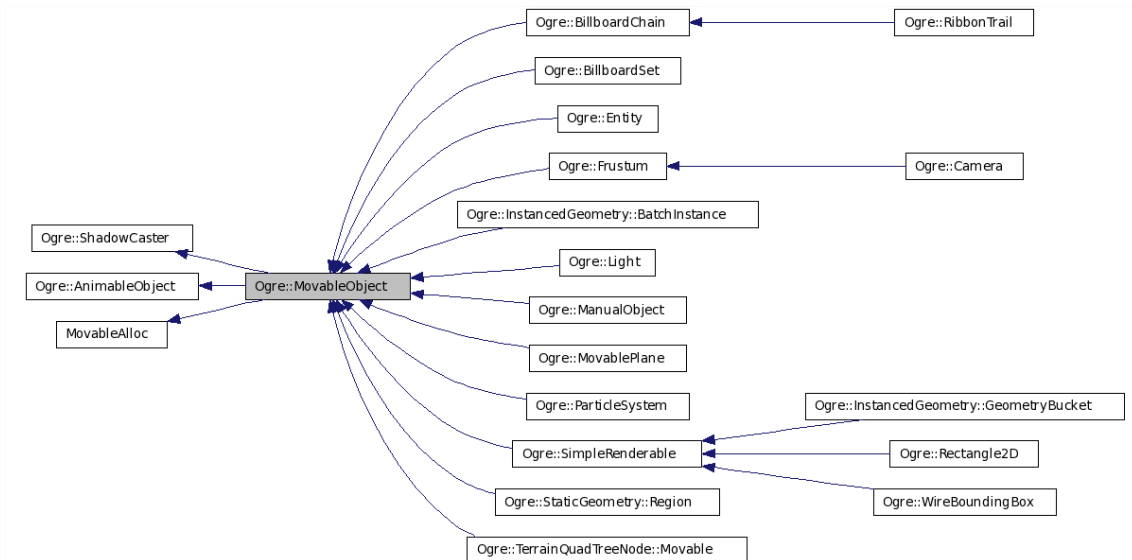 Ogre::BillboardChain
Ogre::RibbonTrail
Ogre::BillboardSet
Ogre::Entity
Ogre::Frustum
Ogre::Camera
Ogre::InstancedGeometry::BatchInstance
Ogre::ShadowCaster
Ogre::Light
Ogre::AnimableObject
Ogre::MovableObject
Ogre::ManualObject
MovableAlloc
Ogre::MovablePlane
Ogre::ParticleSystem
Ogre::InstancedGeometry::GeometryBucket
Ogre::SimpleRenderable
Ogre::Rectangle2D
Ogre::StaticGeometry::Region
Ogre::WireBoundingBox
Ogre::TerrainQuadTreeNode::Movable